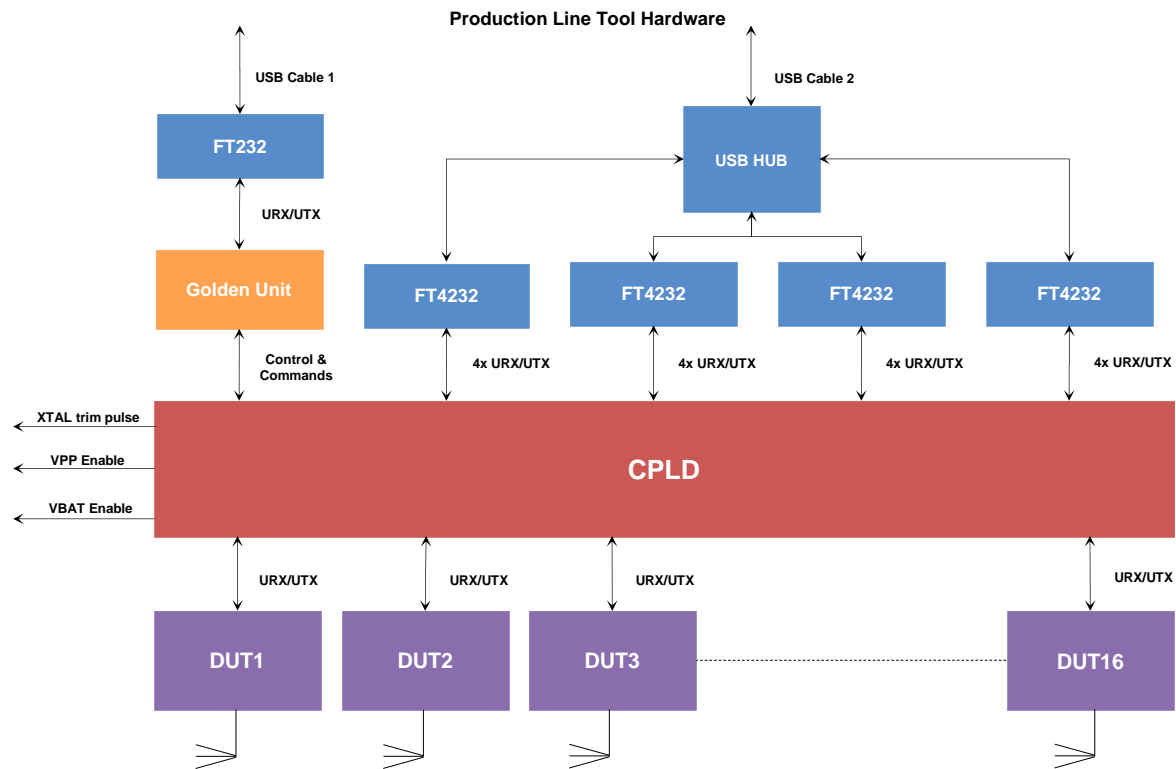 Production Line Tool Hardware
USB Cable 1
USB Cable 2
FT232
USB HUB
URX/UTX
Golden Unit
FT4232
FT4232
FT4232
FT4232
Control &
Commands
4x URX/UTX
4x URX/UTX
4x URX/UTX
4x URX/UTX
XTAL trim pulse
VPP Enable
VBAT Enable
CPLD
URX/UTX
URX/UTX
URX/UTX
URX/UTX
DUT1
DUT2
DUT3
DUT16